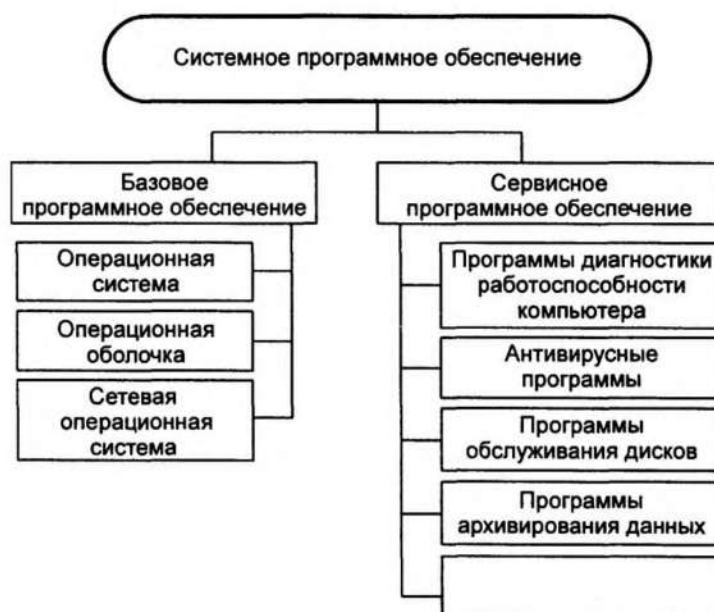 Системное программное обеспечение
Базовое
программное обеспечение
Операционная
система
Операционная
оболочка
Сетевая
операционная
система
Сервисное
программное обеспечение
Программы диагностики
работоспособности
компьютера
Антивирусные
программы
Программы
обслуживания дисков
Программы
архивирования данных